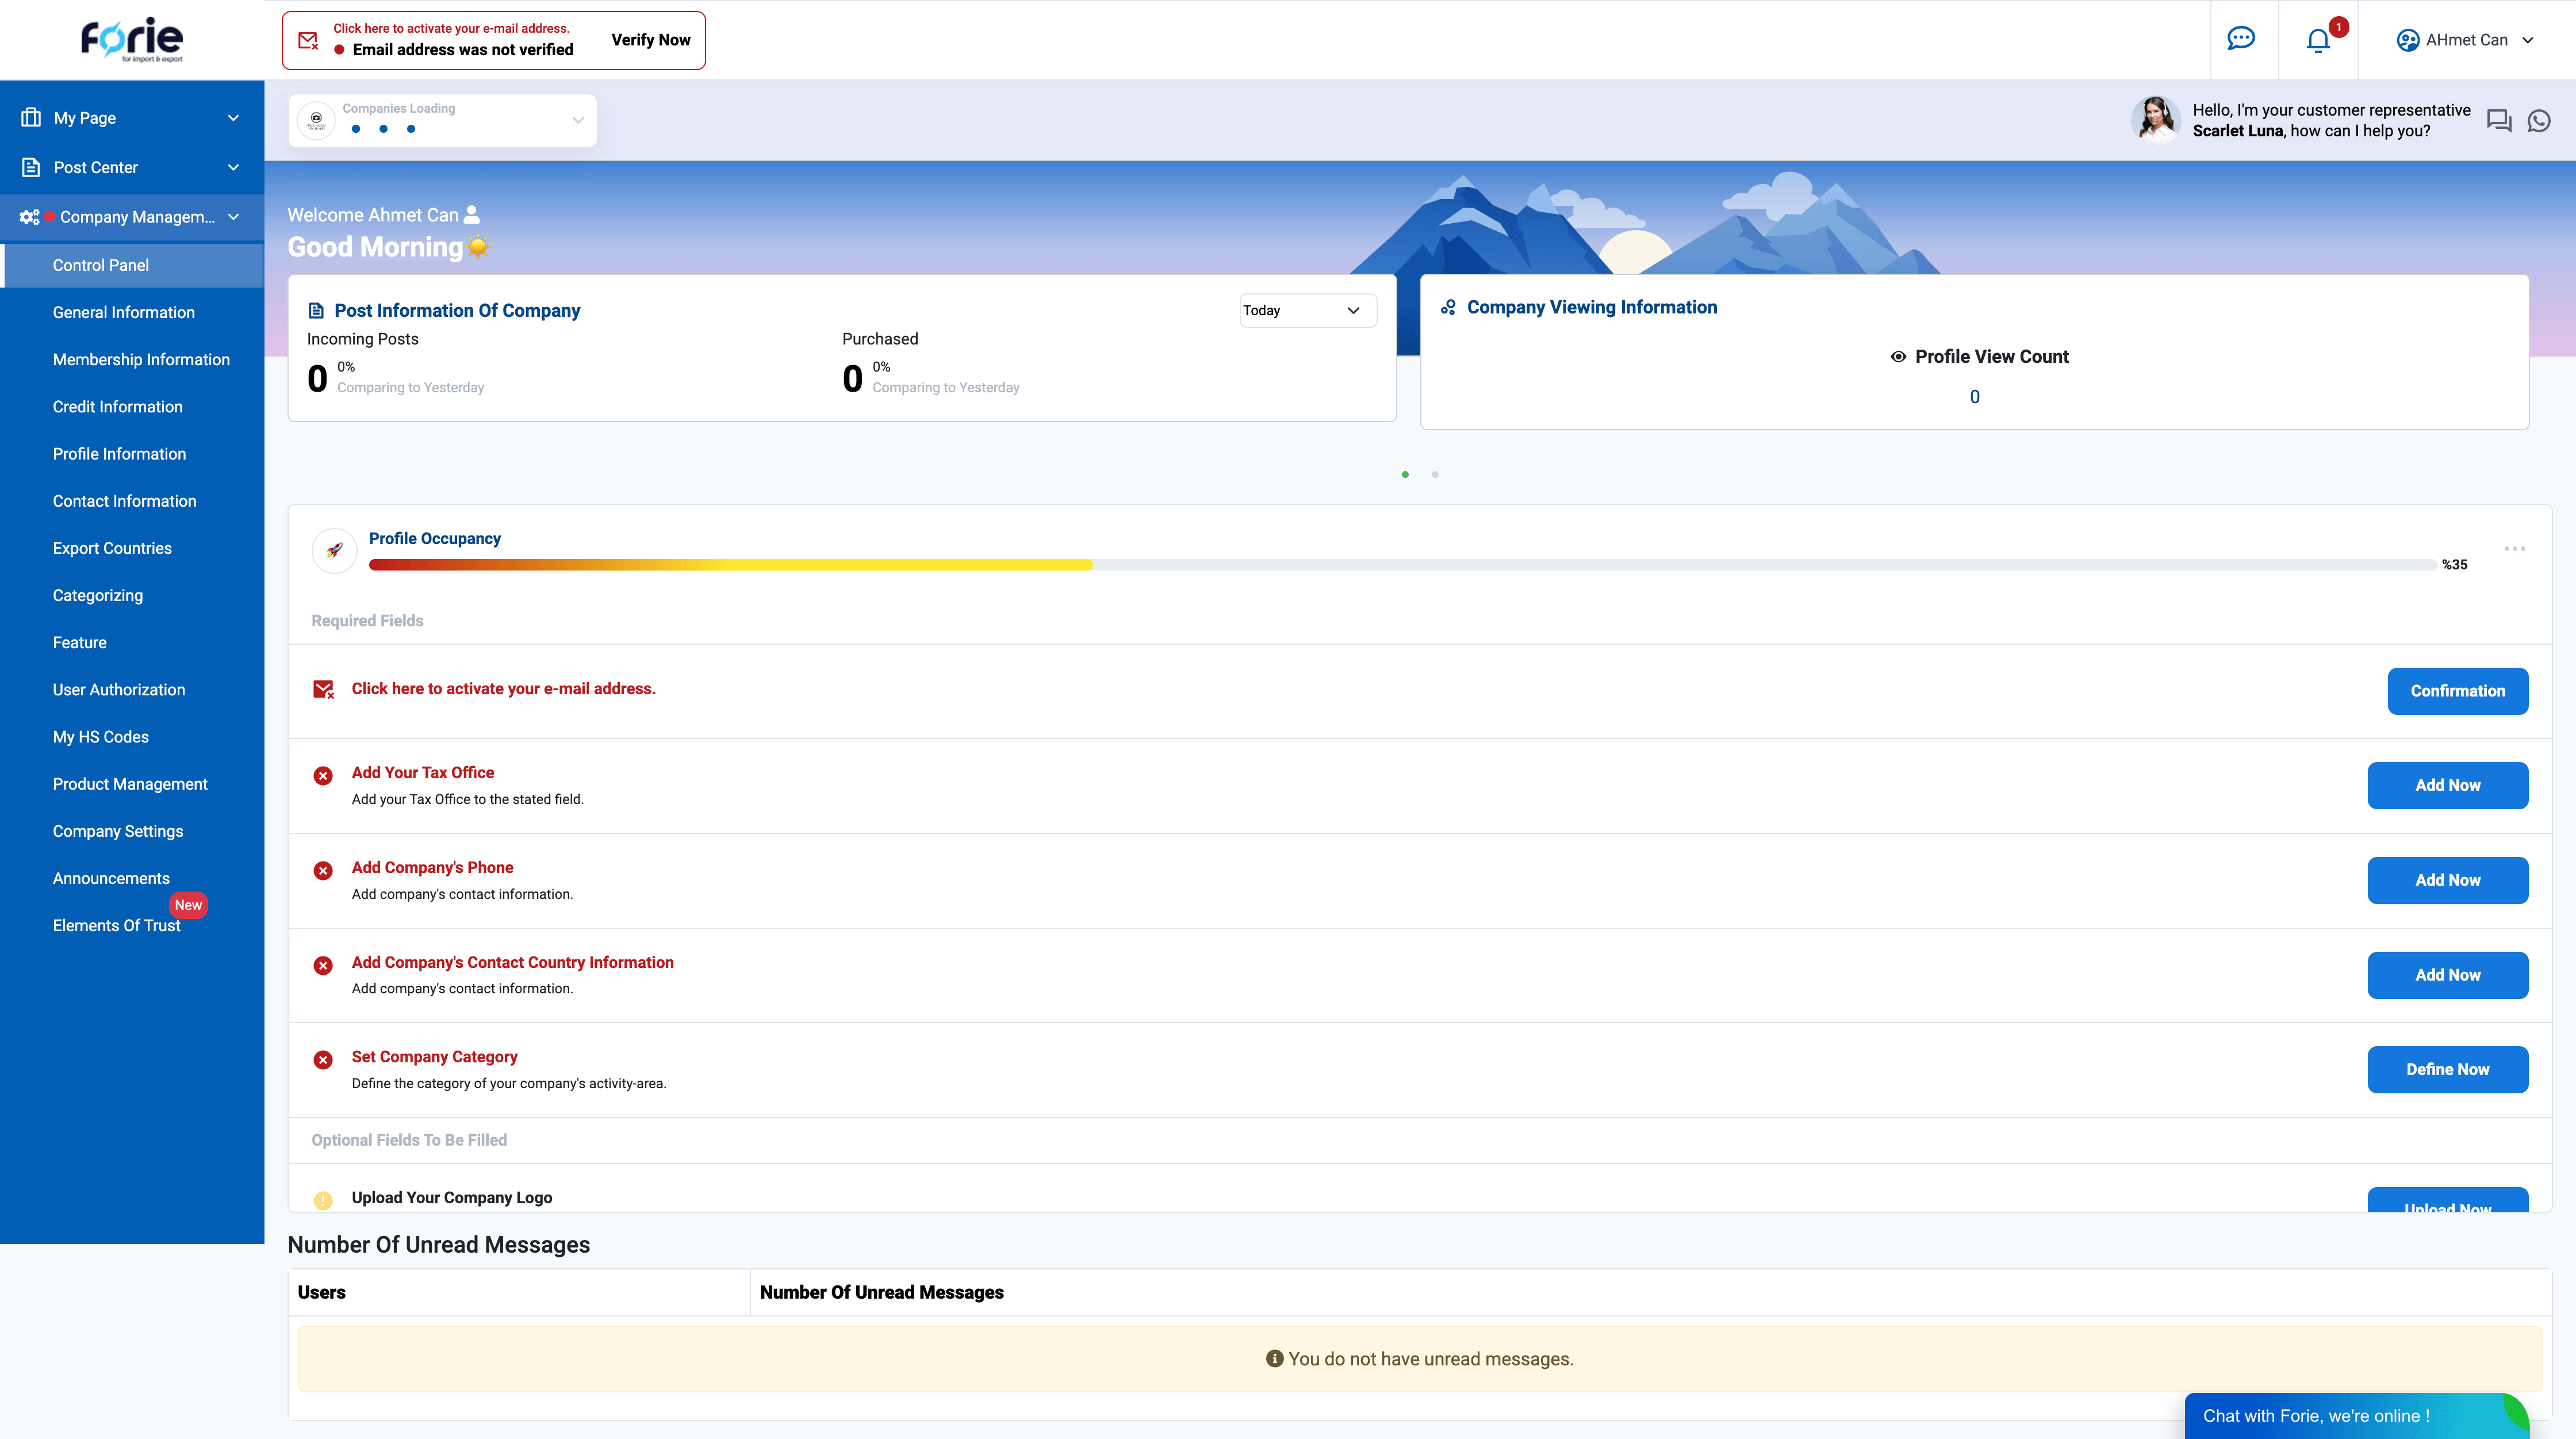 Forie
for import & export
Click here to activate your e-mail address.
Email address was not verified
Verify Now
1
AHmet Can
My Page
Post Center
Company Managem...
Control Panel
General Information
Membership Information
Credit Information
Profile Information
Contact Information
Export Countries
Categorizing
Feature
User Authorization
My HS Codes
Product Management
Company Settings
Announcements
New
Elements Of Trust
Companies Loading
Hello, I'm your customer representative
Scarlet Luna, how can I help you?
Welcome Ahmet Can
Good Morning
Post Information Of Company
Today
Incoming Posts
0
0%
Comparing to Yesterday
Purchased
0
0%
Comparing to Yesterday
Company Viewing Information
Profile View Count
0
Profile Occupancy
%35
Required Fields
Click here to activate your e-mail address.
Confirmation
Add Your Tax Office
Add your Tax Office to the stated field.
Add Now
Add Company's Phone
Add company's contact information.
Add Now
Add Company's Contact Country Information
Add company's contact information.
Add Now
Set Company Category
Define the category of your company's activity-area.
Define Now
Optional Fields To Be Filled
Upload Your Company Logo
Upload Now
Number Of Unread Messages
Users
Number Of Unread Messages
You do not have unread messages.
Chat with Forie, we're online !